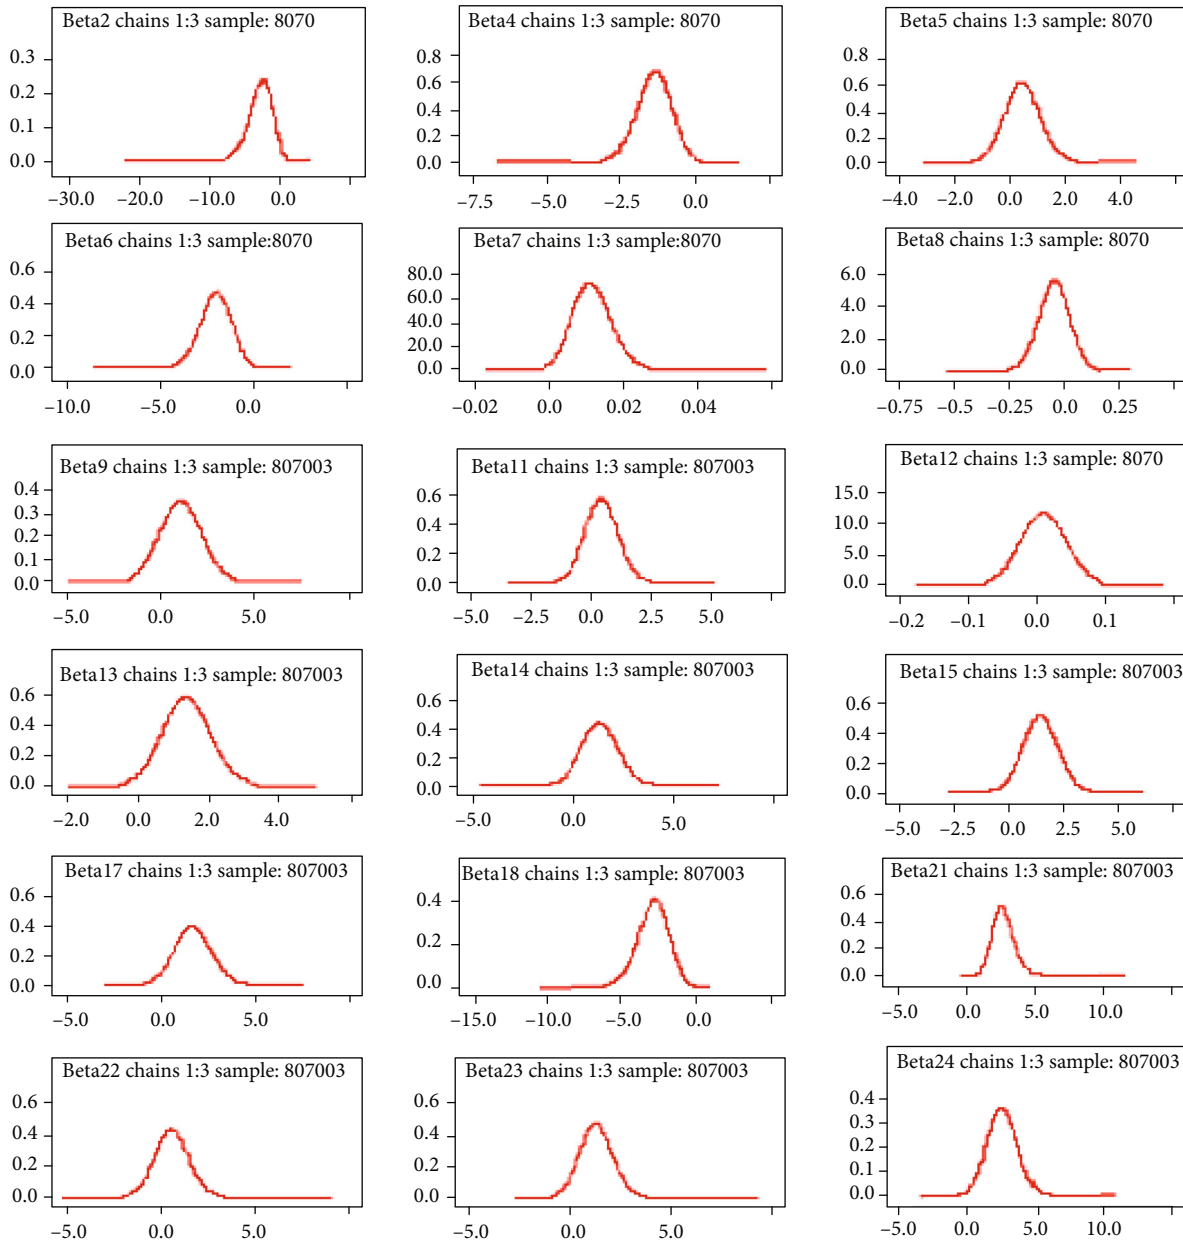 Beta2 chains 1:3 sample: 8070
0.3
0.2
0.1
0.0
–30.0 –20.0 –10.0 0.0
Beta4 chains 1:3 sample: 8070
0.8
0.6
0.4
0.2
0.0
–7.5 –5.0 –2.5 0.0
Beta5 chains 1:3 sample: 8070
0.8
0.6
0.4
0.2
0.0
–4.0 –2.0 0.0 2.0 4.0
Beta6 chains 1:3 sample:8070
0.6
0.4
0.2
0.0
–10.0 –5.0 0.0
Beta7 chains 1:3 sample:8070
80.0
60.0
40.0
20.0
0.0
–0.02 0.0 0.02 0.04
Beta8 chains 1:3 sample: 8070
6.0
4.0
2.0
0.0
–0.75 –0.5 –0.25 0.0 0.25
Beta9 chains 1:3 sample: 807003
0.4
0.3
0.2
0.1
0.0
–5.0 0.0 5.0
Beta11 chains 1:3 sample: 807003
0.6
0.4
0.2
0.0
–5.0 –2.5 0.0 2.5 5.0
Beta12 chains 1:3 sample: 8070
15.0
10.0
5.0
0.0
–0.2 –0.1 0.0 0.1
Beta13 chains 1:3 sample: 807003
0.6
0.4
0.2
0.0
–2.0 0.0 2.0 4.0
Beta14 chains 1:3 sample: 807003
0.6
0.4
0.2
0.0
–5.0 0.0 5.0
Beta15 chains 1:3 sample: 807003
0.6
0.4
0.2
0.0
–5.0 –2.5 0.0 2.5 5.0
Beta17 chains 1:3 sample: 807003
0.6
0.4
0.2
0.0
–5.0 0.0 5.0
Beta18 chains 1:3 sample: 807003
0.4
0.2
0.0
–15.0 –10.0 –5.0 0.0
Beta21 chains 1:3 sample: 807003
0.6
0.4
0.2
0.0
–5.0 0.0 5.0 10.0
Beta22 chains 1:3 sample: 807003
0.6
0.4
0.2
0.0
–5.0 0.0 5.0
Beta23 chains 1:3 sample: 807003
0.6
0.4
0.2
0.0
–5.0 0.0 5.0
Beta24 chains 1:3 sample: 807003
0.4
0.3
0.2
0.1
0.0
–5.0 0.0 5.0 10.0